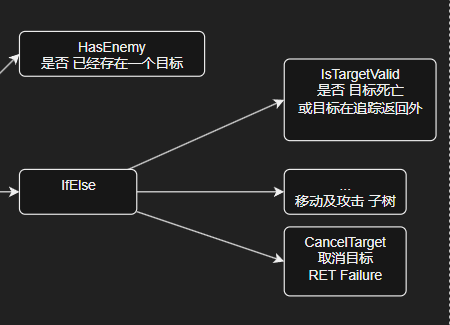 HasEnemy
是否 已经存在一个目标
IsTargetValid
是否 目标死亡
或目标在追踪返回外
IfElse
...
移动及攻击 子树
CancelTarget
取消目标
RET Failure